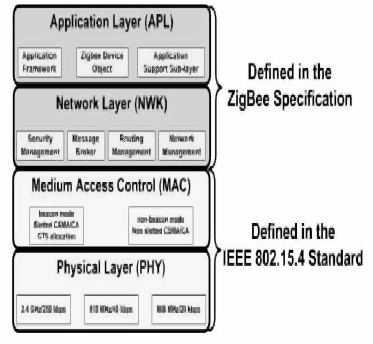 Application Layer (APL)
Application
Framework
Zigbee Device
Object
Application
Support Sub-layer
Defined in the
ZigBee Specification
Network Layer (NWK)
Security
Management
Message
Broker
Routing
Management
Network
Management
Medium Access Control (MAC)
beacon mode
Slotted CSMA/CA
GTS allocation
non-beacon mode
Non slotted CSMA/CA
Defined in the
IEEE 802.15.4 Standard
Physical Layer (PHY)
2.4 GHz/250 kbps
915 MHz/40 kbps
868 MHz/20 kbps